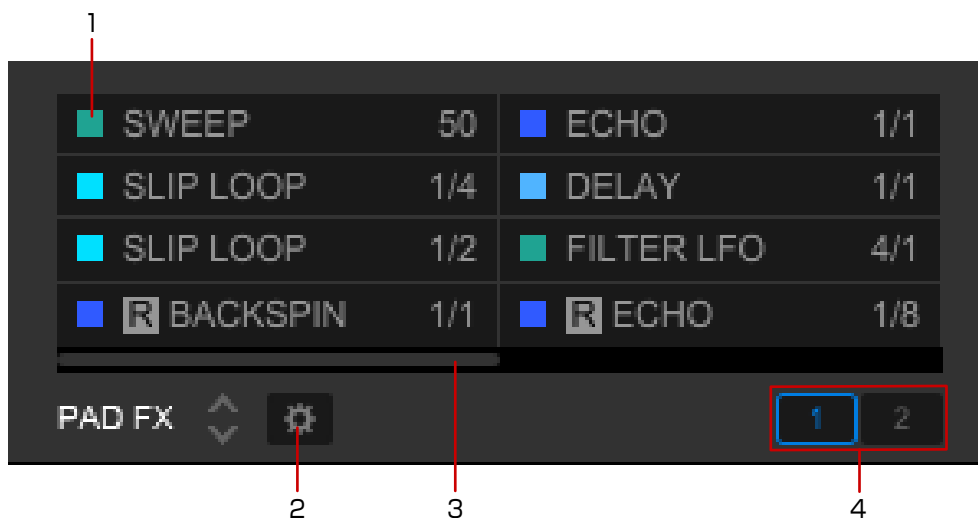 1
SWEEP 50 ECHO 1/1
SLIP LOOP 1/4 DELAY 1/1
SLIP LOOP 1/2 FILTER LFO 4/1
R BACKSPIN 1/1 R ECHO 1/8
PAD FX 1 2
2 3 4